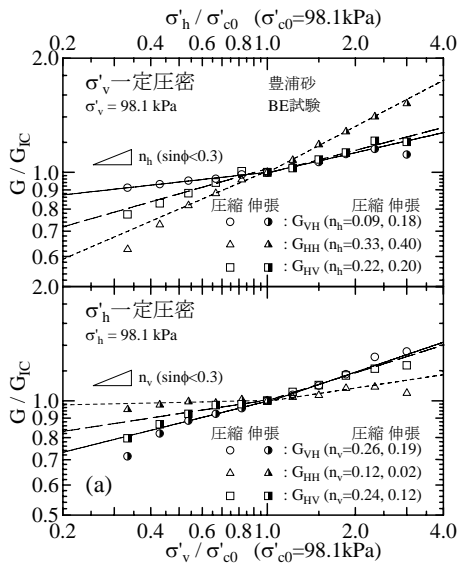 σ'h / σ'c0 (σ'c0=98.1kPa)
0.2 0.4 0.6 0.8 1.0 2.0 4.0
2.0
σ'v一定圧密 豊浦砂
σ'v = 98.1 kPa BE試験
nh (sinφ<0.3)
G / GIC
1.0
0.9
0.8
0.7
0.6
圧縮 伸張 圧縮 伸張
: GVH (nh=0.09, 0.18)
: GHH (nh=0.33, 0.40)
: GHV (nh=0.22, 0.20)
2.0
σ'h一定圧密
σ'h = 98.1 kPa
nv (sinφ<0.3)
G / GIC
1.0
0.9
0.8
0.7
0.6
0.5
圧縮 伸張 圧縮 伸張
: GVH (nv=0.26, 0.19)
: GHH (nv=0.12, 0.02)
: GHV (nv=0.24, 0.12)
(a)
0.2 0.4 0.6 0.8 1.0 2.0 4.0
σ'v / σ'c0 (σ'c0=98.1kPa)